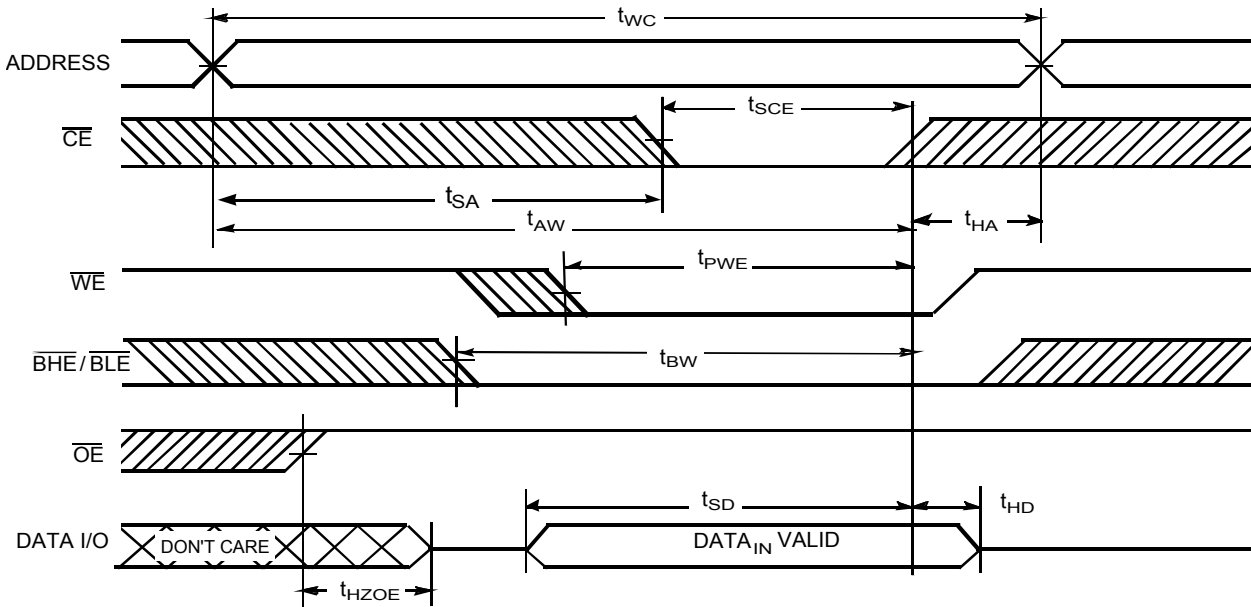 tWC
ADDRESS
tSCE
CE
tSA
tAW
tHA
tPWE
WE
tBW
BHE/BLE
OE
tSD
tHD
DATA I/O
DON'T CARE
DATAIN VALID
tHZOE